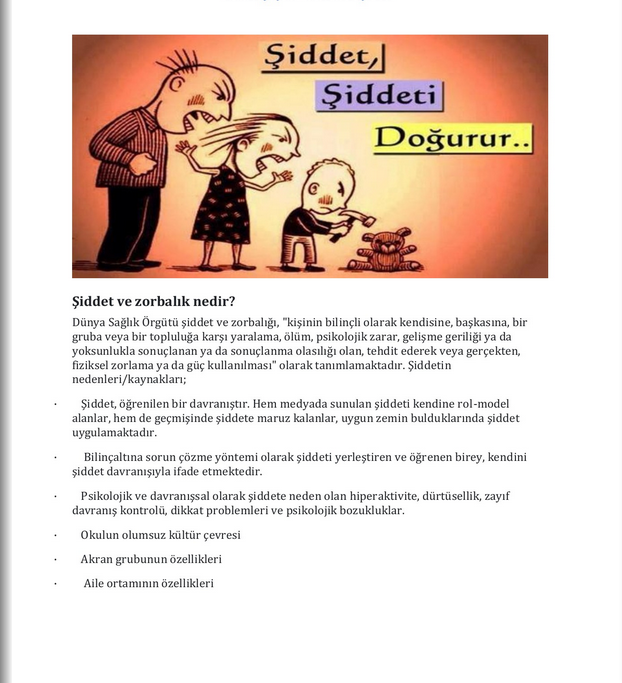 Şiddet,
Şiddeti
Doğurur..
Şiddet ve zorbalık nedir?
Dünya Sağlık Örgütü şiddet ve zorbalığı, "kişinin bilinçli olarak kendisine, başkasına, bir
gruba veya bir topluluğa karşı yaralama, ölüm, psikolojik zarar, gelişme geriliği ya da
yoksunlukla sonuçlanan ya da sonuçlanma olasılığı olan, tehdit ederek veya gerçekten,
fiziksel zorlama ya da güç kullanılması" olarak tanımlamaktadır. Şiddetin
nedenleri/kaynakları;
· Şiddet, öğrenilen bir davranıştır. Hem medyada sunulan şiddeti kendine rol-model
alanlar, hem de geçmişinde şiddete maruz kalanlar, uygun zemin bulduklarında şiddet
uygulamaktadır.
· Bilinçaltına sorun çözme yöntemi olarak şiddeti yerleştiren ve öğrenen birey, kendini
şiddet davranışıyla ifade etmektedir.
· Psikolojik ve davranışsal olarak şiddete neden olan hiperaktivite, dürtüsellik, zayıf
davranış kontrolü, dikkat problemleri ve psikolojik bozukluklar.
· Okulun olumsuz kültür çevresi
· Akran grubunun özellikleri
· Aile ortamının özellikleri